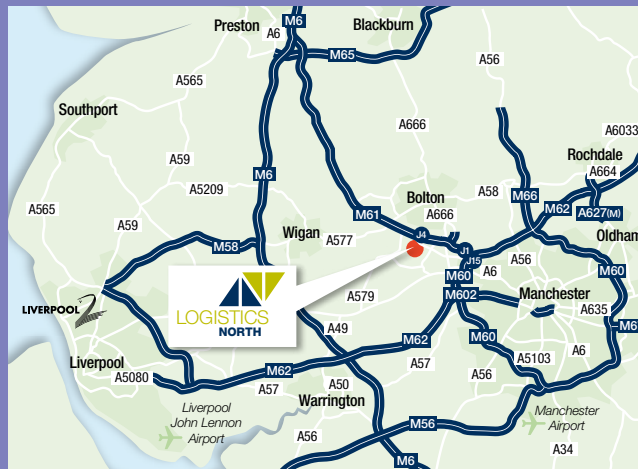 Preston
A6
M6
Blackburn
M65
A56
A565
Southport
A666
A6033
A59
Rochdale
A664
M6
A5209
Bolton
A58
M66
M62
A627(M)
A565
A59
M61
A666
Oldham
M58
Wigan
A577
J4
J1
J15
A56
M60
A6
M60
LIVERPOOL 2
LOGISTICS
NORTH
A579
M602
Manchester
A635
A49
M62
M60
Liverpool
M62
A57
A5103
A6
A5080
A57
A50
A56
Warrington
Liverpool
John Lennon
Airport
M56
Manchester
Airport
A56
A34
M6